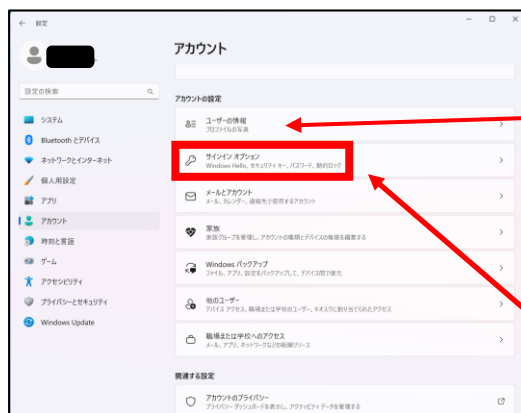 設定
アカウント
設定の検索
アカウントの設定
システム
Bluetooth とデバイス
ネットワークとインターネット
個人用設定
アプリ
アカウント
時刻と言語
ゲーム
アクセシビリティ
プライバシーとセキュリティ
Windows Update
ユーザーの情報
プロファイルの写真
サインイン オプション
Windows Hello、セキュリティ キー、パスワード、動的ロック
メールとアカウント
メール、カレンダー、連絡先で使用するアカウント
家族
家族グループを管理し、アカウントの種類とデバイスの権限を編集する
Windows バックアップ
ファイル、アプリ、設定をバックアップして、デバイス間で復元
他のユーザー
デバイス アクセス、職場または学校のユーザー、キオスクに割り当てられたアクセス
職場または学校へのアクセス
メール、アプリ、ネットワークなどの組織リソース
関連する設定
アカウントのプライバシー
プライバシー ダッシュボードを表示し、アクティビティ データを管理する